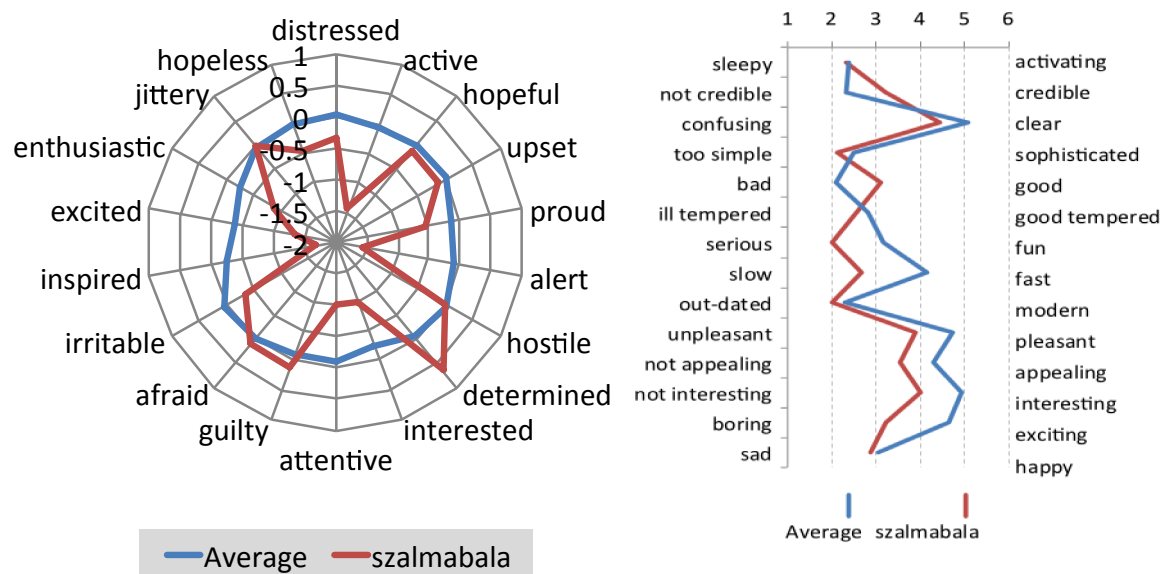 distressed
active
hopeful
upset
proud
alert
hostile
determined
interested
attentive
guilty
afraid
irritable
inspired
excited
enthusiastic
jittery
hopeless
1
0.5
0
-0.5
-1
-1.5
-2
Average szalmabala
1 2 3 4 5 6
sleepy activating
not credible credible
confusing clear
too simple sophisticated
bad good
ill tempered good tempered
serious fun
slow fast
out-dated modern
unpleasant pleasant
not appealing appealing
not interesting interesting
boring exciting
sad happy
Average szalmabala